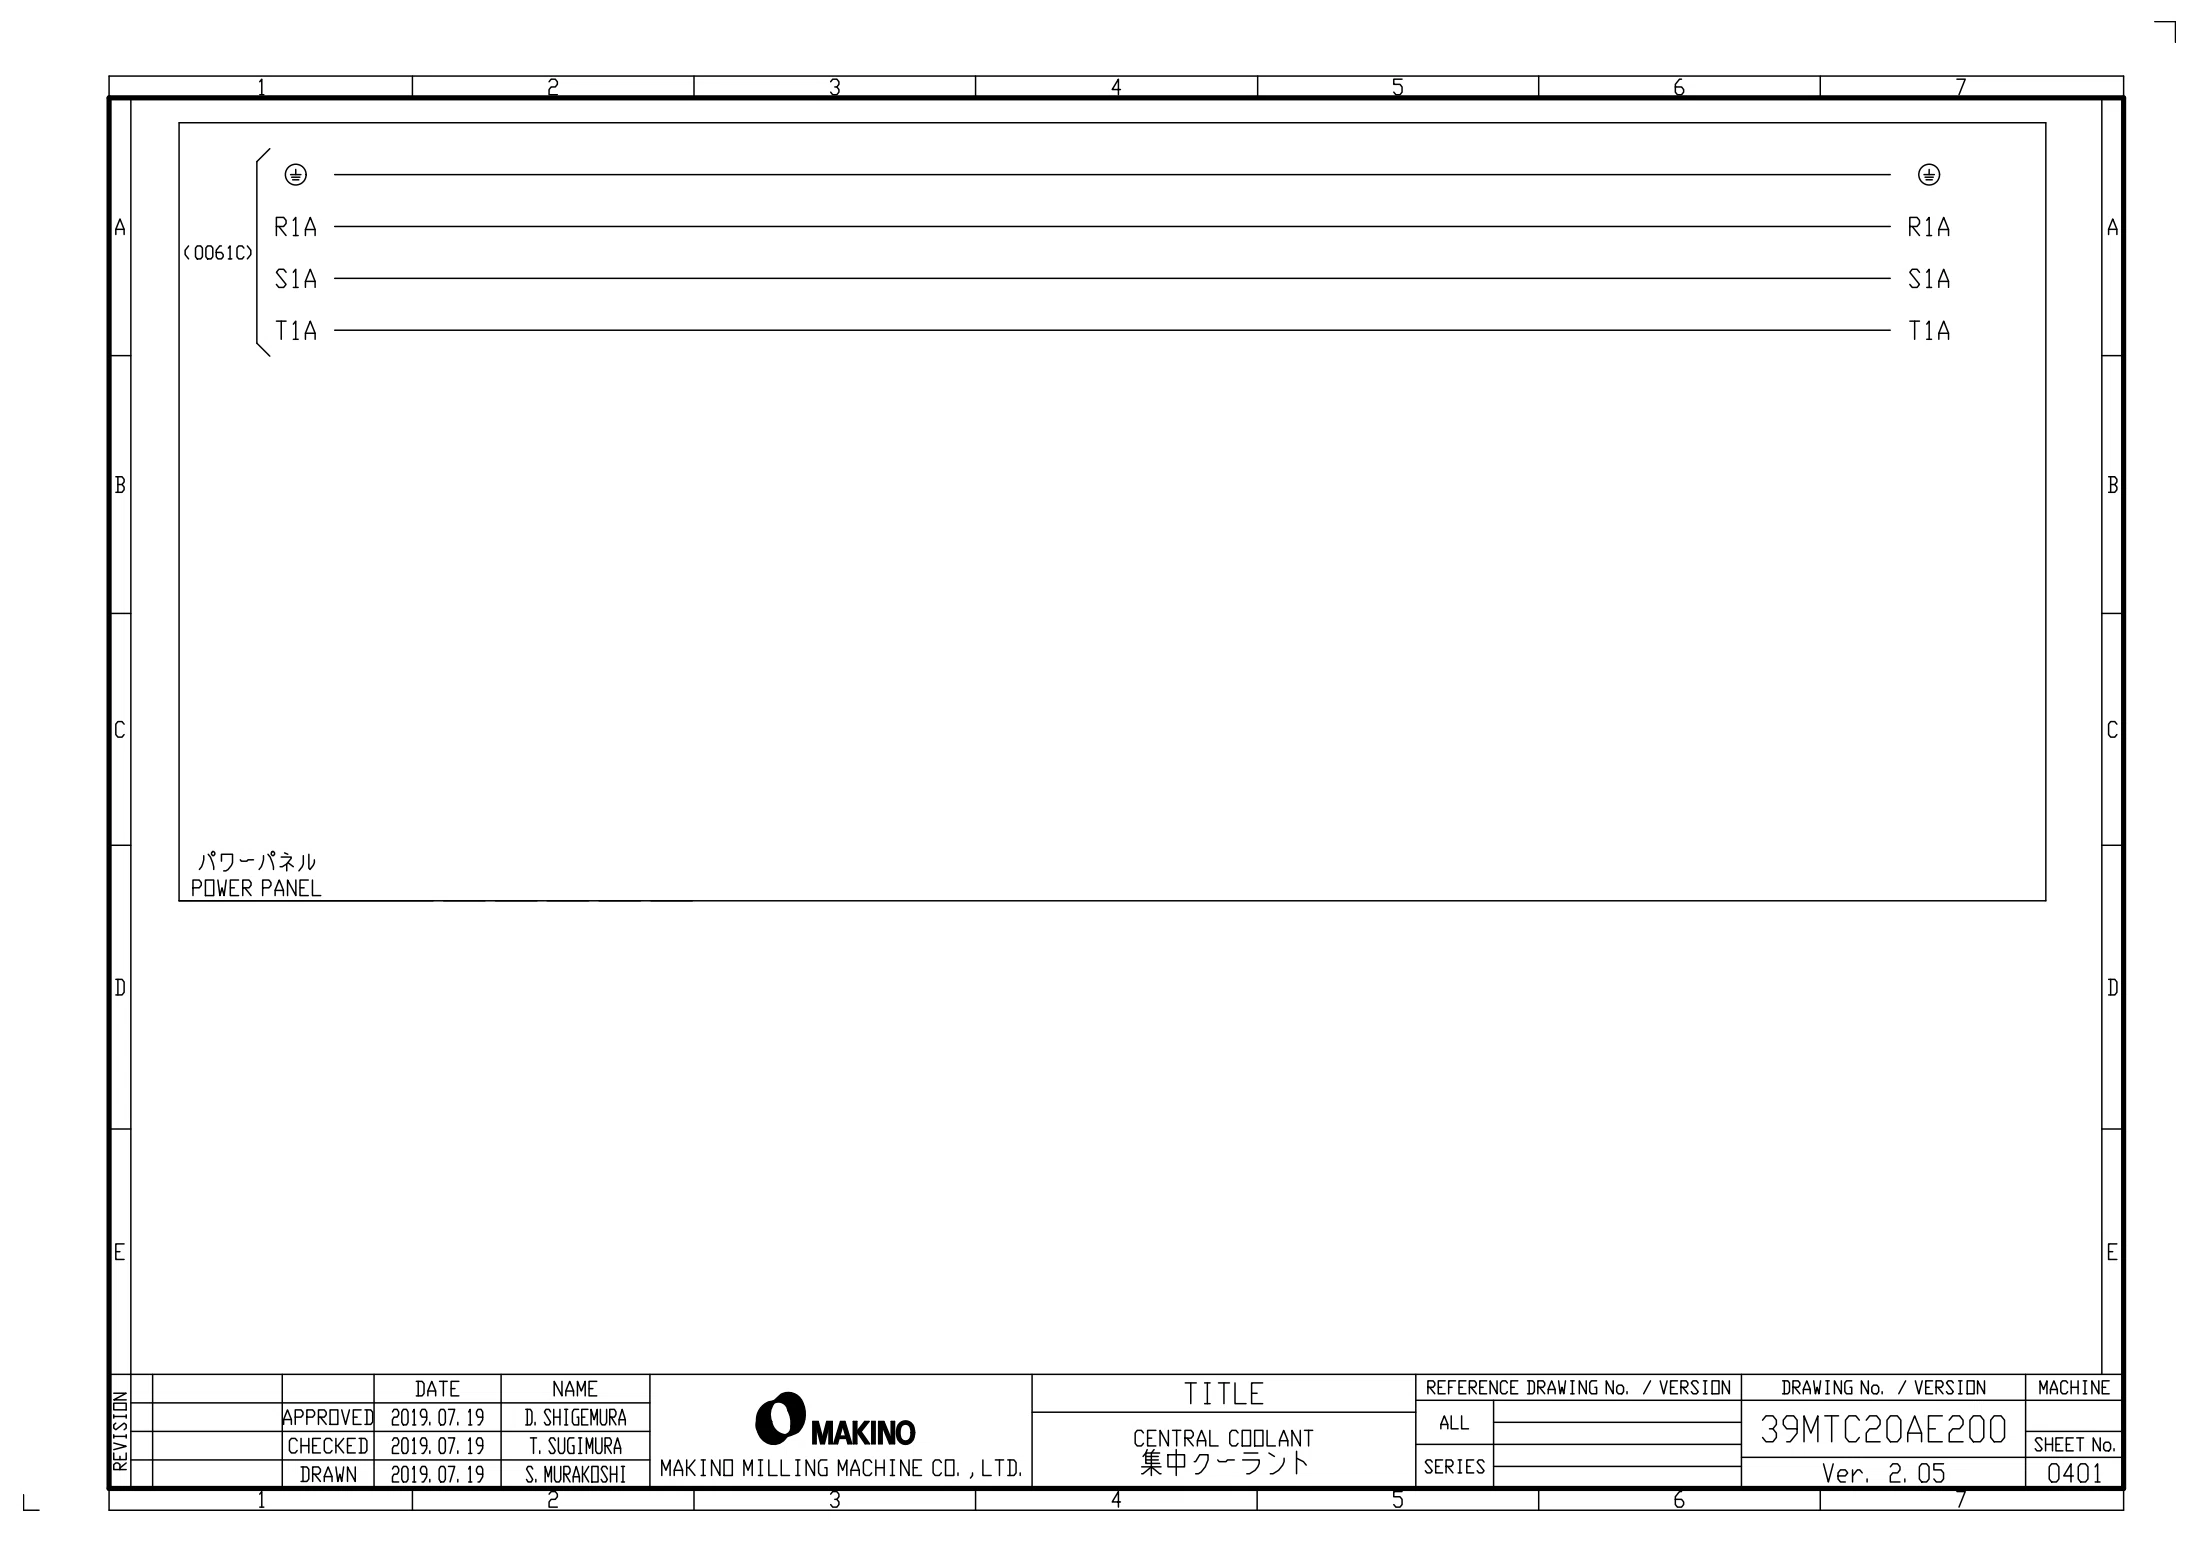 1 2 3 4 5 6 7
R1A R1A
A A
(0061C)
S1A S1A
T1A T1A
B B
C C
パワーパネル
POWER PANEL
D D
E E
REVISION
DATE NAME
APPROVED 2019.07.19 D. SHIGEMURA
CHECKED 2019.07.19 T. SUGIMURA
DRAWN 2019.07.19 S. MURAKOSHI
MAKINO
MAKINO MILLING MACHINE CO.,LTD.
TITLE
CENTRAL COOLANT
集中クーラント
REFERENCE DRAWING No. / VERSION
ALL
SERIES
DRAWING No. / VERSION
39MTC20AE200
Ver. 2.05
MACHINE
SHEET No.
0401
1 2 3 4 5 6 7